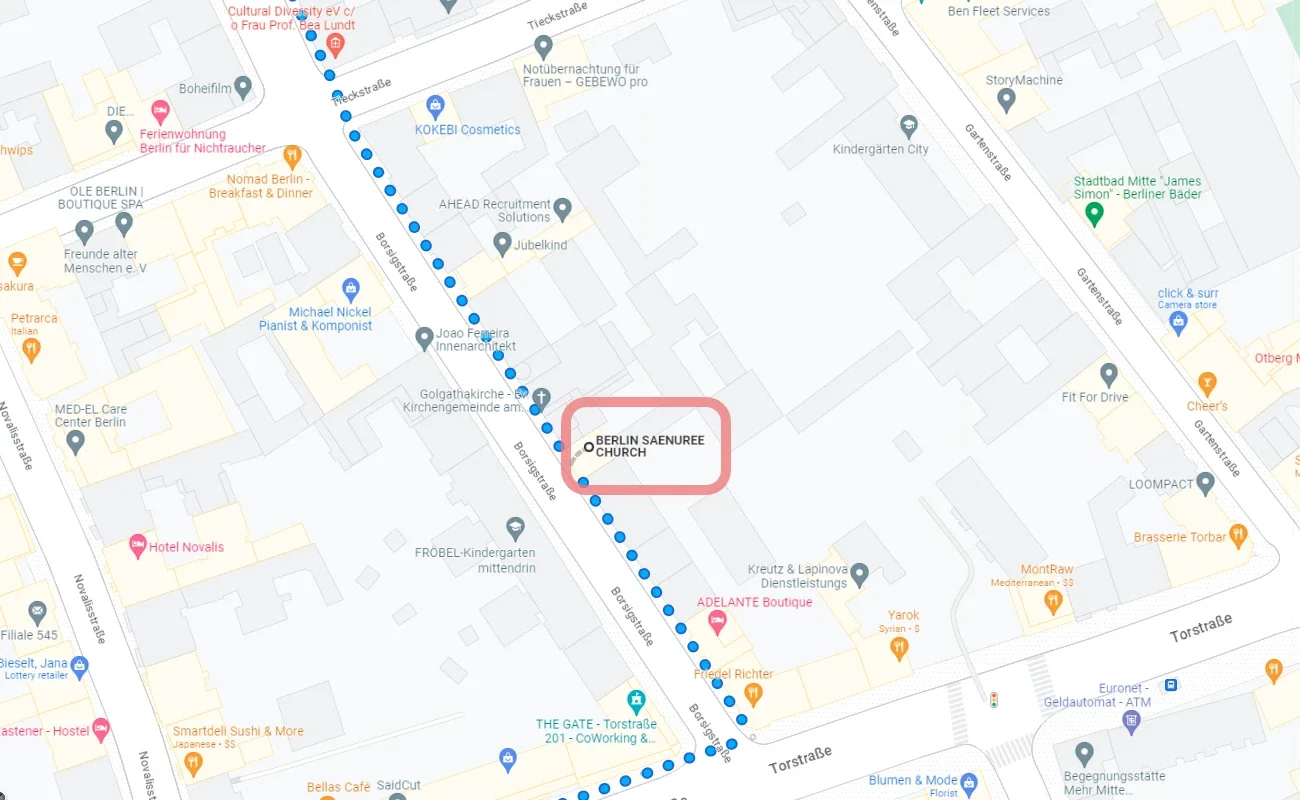 Cultural Diversity eV c/
o Frau Prof. Bea Lundt
Tieckstraße
Ben Fleet Services
Notübernachtung für
Frauen – GEBEWO pro
StoryMachine
Boheifilm
Tieckstraße
DIE...
KOKEBI Cosmetics
Ferienwohnung
Berlin für Nichtraucher
Kindergärten City
Gartenstraße
Nomad Berlin -
Breakfast & Dinner
OLE BERLIN |
BOUTIQUE SPA
Stadtbad Mitte "James
Simon" - Berliner Bäder
AHEAD Recruitment
Solutions
Jübelkind
Freunde alter
Menschen e. V
Borsigstraße
Gartenstraße
Michael Nickel
Pianist & Komponist
click & surr
Camera store
Petrarca
Italian
Joao Ferreira
Innenarchitekt
Otberg
Golgathakirche - Ev.
Kirchengemeinde am...
Fit For Drive
Cheer's
MED-EL Care
Center Berlin
Novalisstraße
BERLIN SAENUREE
CHURCH
Gartenstraße
Borsigstraße
LOOMPACT
Brasserie Torbar
Hotel Novalis
FRÖBEL-Kindergarten
mittendrin
Kreutz & Lapinova
Dienstleistungs
MontRaw
Mediterranean • $$
Novalisstraße
Borsigstraße
ADELANTE Boutique
Yarok
Syrian • $
Filiale 545
Torstraße
Bieselt, Jana
Lottery retailer
Friedel Richter
Euronet -
Geldautomat - ATM
THE GATE - Torstraße
201 - CoWorking &...
Borsigstraße
astener - Hostel
Smartdeli Sushi & More
Japanese • $$
Torstraße
Novalisst
Bellas Café
SaidCut
Blumen & Mode
Florist
Begegnungsstätte
Mehr Mitte...